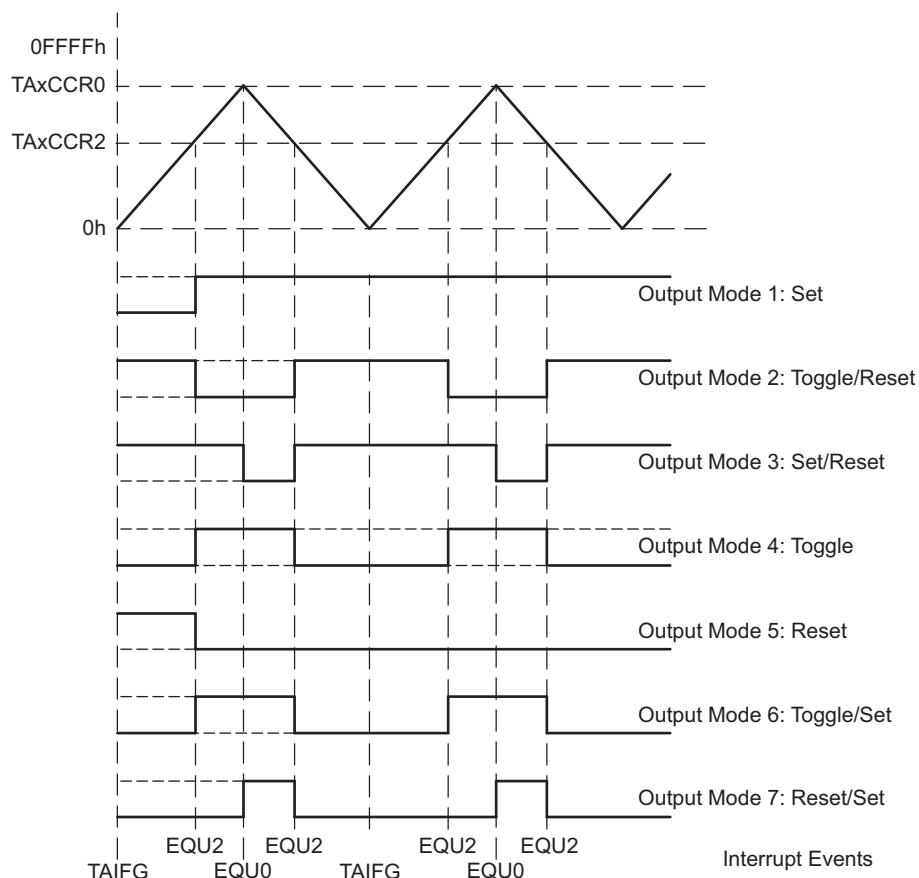 0FFFFh
TAxCCR0
TAxCCR2
0h
Output Mode 1: Set
Output Mode 2: Toggle/Reset
Output Mode 3: Set/Reset
Output Mode 4: Toggle
Output Mode 5: Reset
Output Mode 6: Toggle/Set
Output Mode 7: Reset/Set
EQU2 EQU2 EQU2 EQU2
TAIFG EQU0 TAIFG EQU0 Interrupt Events